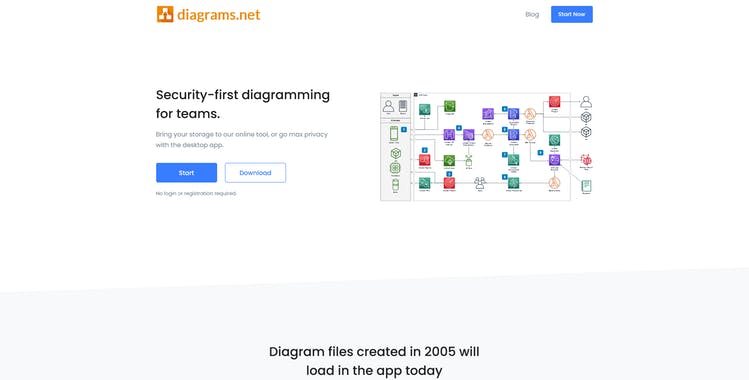 diagrams.net
Blog
Start Now
Security-first diagramming
for teams.
Bring your storage to our online tool, or go max privacy
with the desktop app.
Start
Download
No login or registration required.
Diagram files created in 2005 will
load in the app today